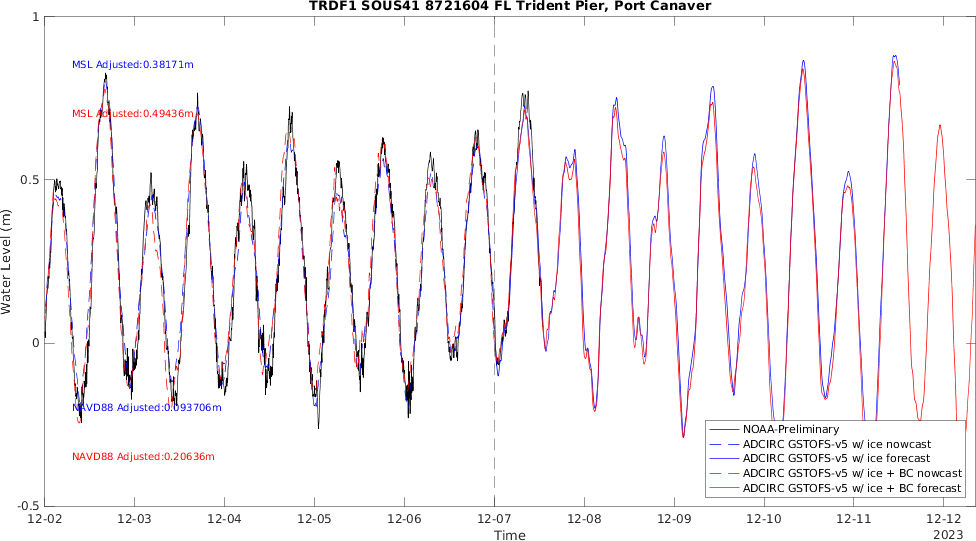 TRDF1 SOUS41 8721604 FL Trident Pier, Port Canaver
1
MSL Adjusted:0.38171m
MSL Adjusted:0.49436m
0.5
Water Level (m)
0
NAVD88 Adjusted:0.093706m
NAVD88 Adjusted:0.20636m
NOAA-Preliminary
ADCIRC GSTOFS-v5 w/ ice nowcast
ADCIRC GSTOFS-v5 w/ ice forecast
ADCIRC GSTOFS-v5 w/ ice + BC nowcast
ADCIRC GSTOFS-v5 w/ ice + BC forecast
-0.5
12-02 12-03 12-04 12-05 12-06 12-07 12-08 12-09 12-10 12-11 12-12
Time
2023